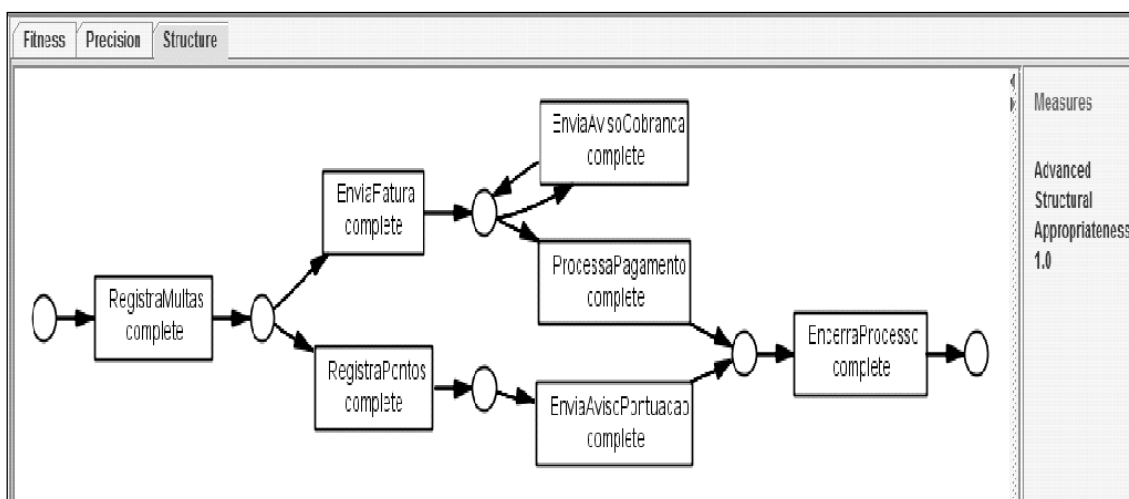 Fitness Precision Structure
EnviaAvisoCobranca
complete
EnviaFatura
complete
ProcessaPagamento
complete
RegistraMultas
complete
RegistraPontos
complete
EnviaAvisoPontuacao
complete
EncerraProcesso
complete
Measures
Advanced
Structural
Appropriateness
1.0